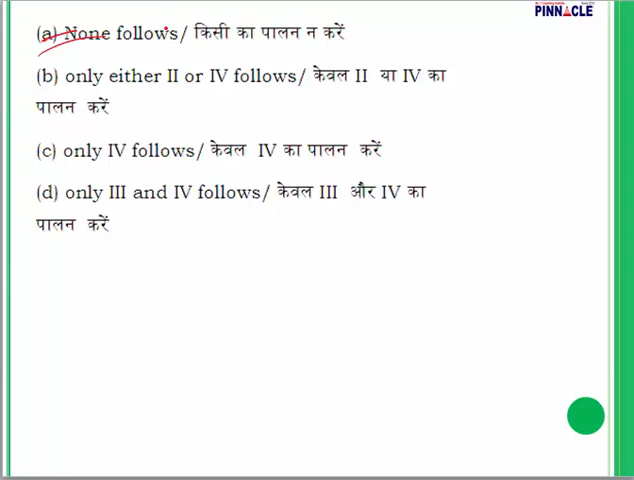 PINNACLE
(a) None follows/ किसी का पालन न करें
(b) only either II or IV follows/ केवल II या IV का
पालन करें
(c) only IV follows/ केवल IV का पालन करें
(d) only III and IV follows/ केवल III और IV का
पालन करें